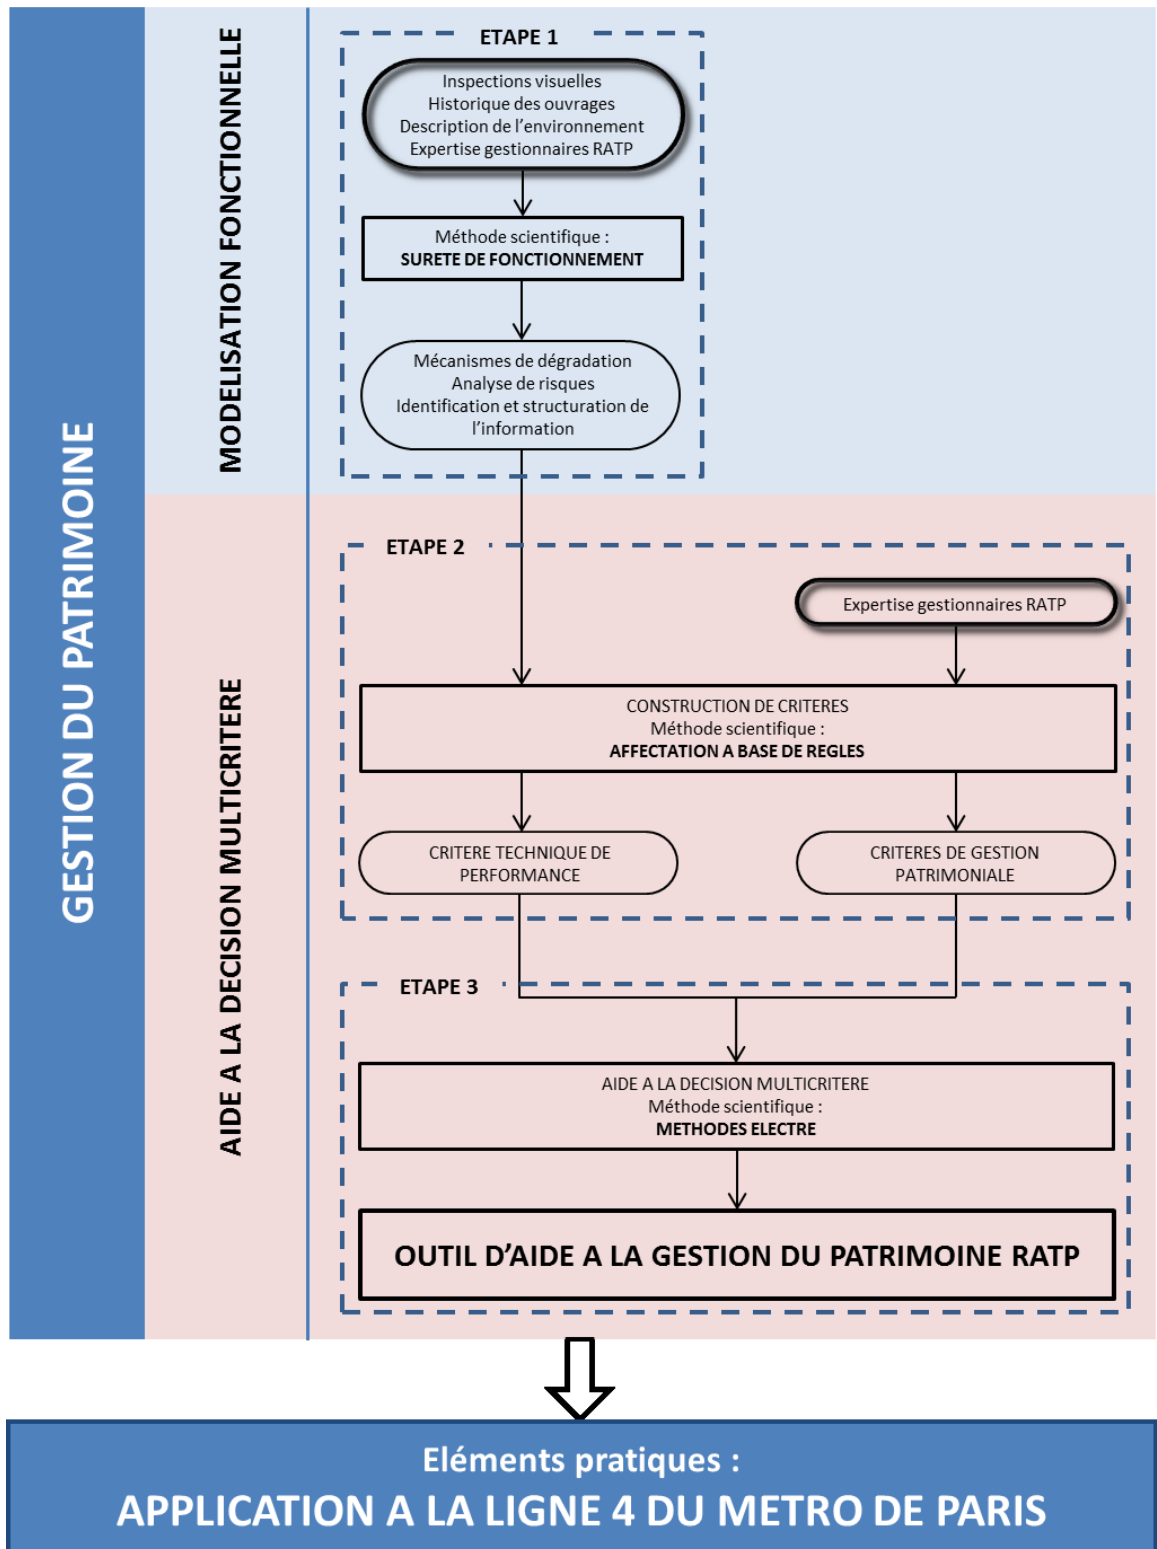 GESTION DU PATRIMOINE
MODELISATION FONCTIONNELLE
ETAPE 1
Inspections visuelles
Historique des ouvrages
Description de l’environnement
Expertise gestionnaires RATP
Méthode scientifique :
SURETE DE FONCTIONNEMENT
Mécanismes de dégradation
Analyse de risques
Identification et structuration de
l’information
AIDE A LA DECISION MULTICRITERE
ETAPE 2
Expertise gestionnaires RATP
CONSTRUCTION DE CRITERES
Méthode scientifique :
AFFECTATION A BASE DE REGLES
CRITERE TECHNIQUE DE
PERFORMANCE
CRITERES DE GESTION
PATRIMONIALE
ETAPE 3
AIDE A LA DECISION MULTICRITERE
Méthode scientifique :
METHODES ELECTRE
OUTIL D’AIDE A LA GESTION DU PATRIMOINE RATP
Eléments pratiques :
APPLICATION A LA LIGNE 4 DU METRO DE PARIS